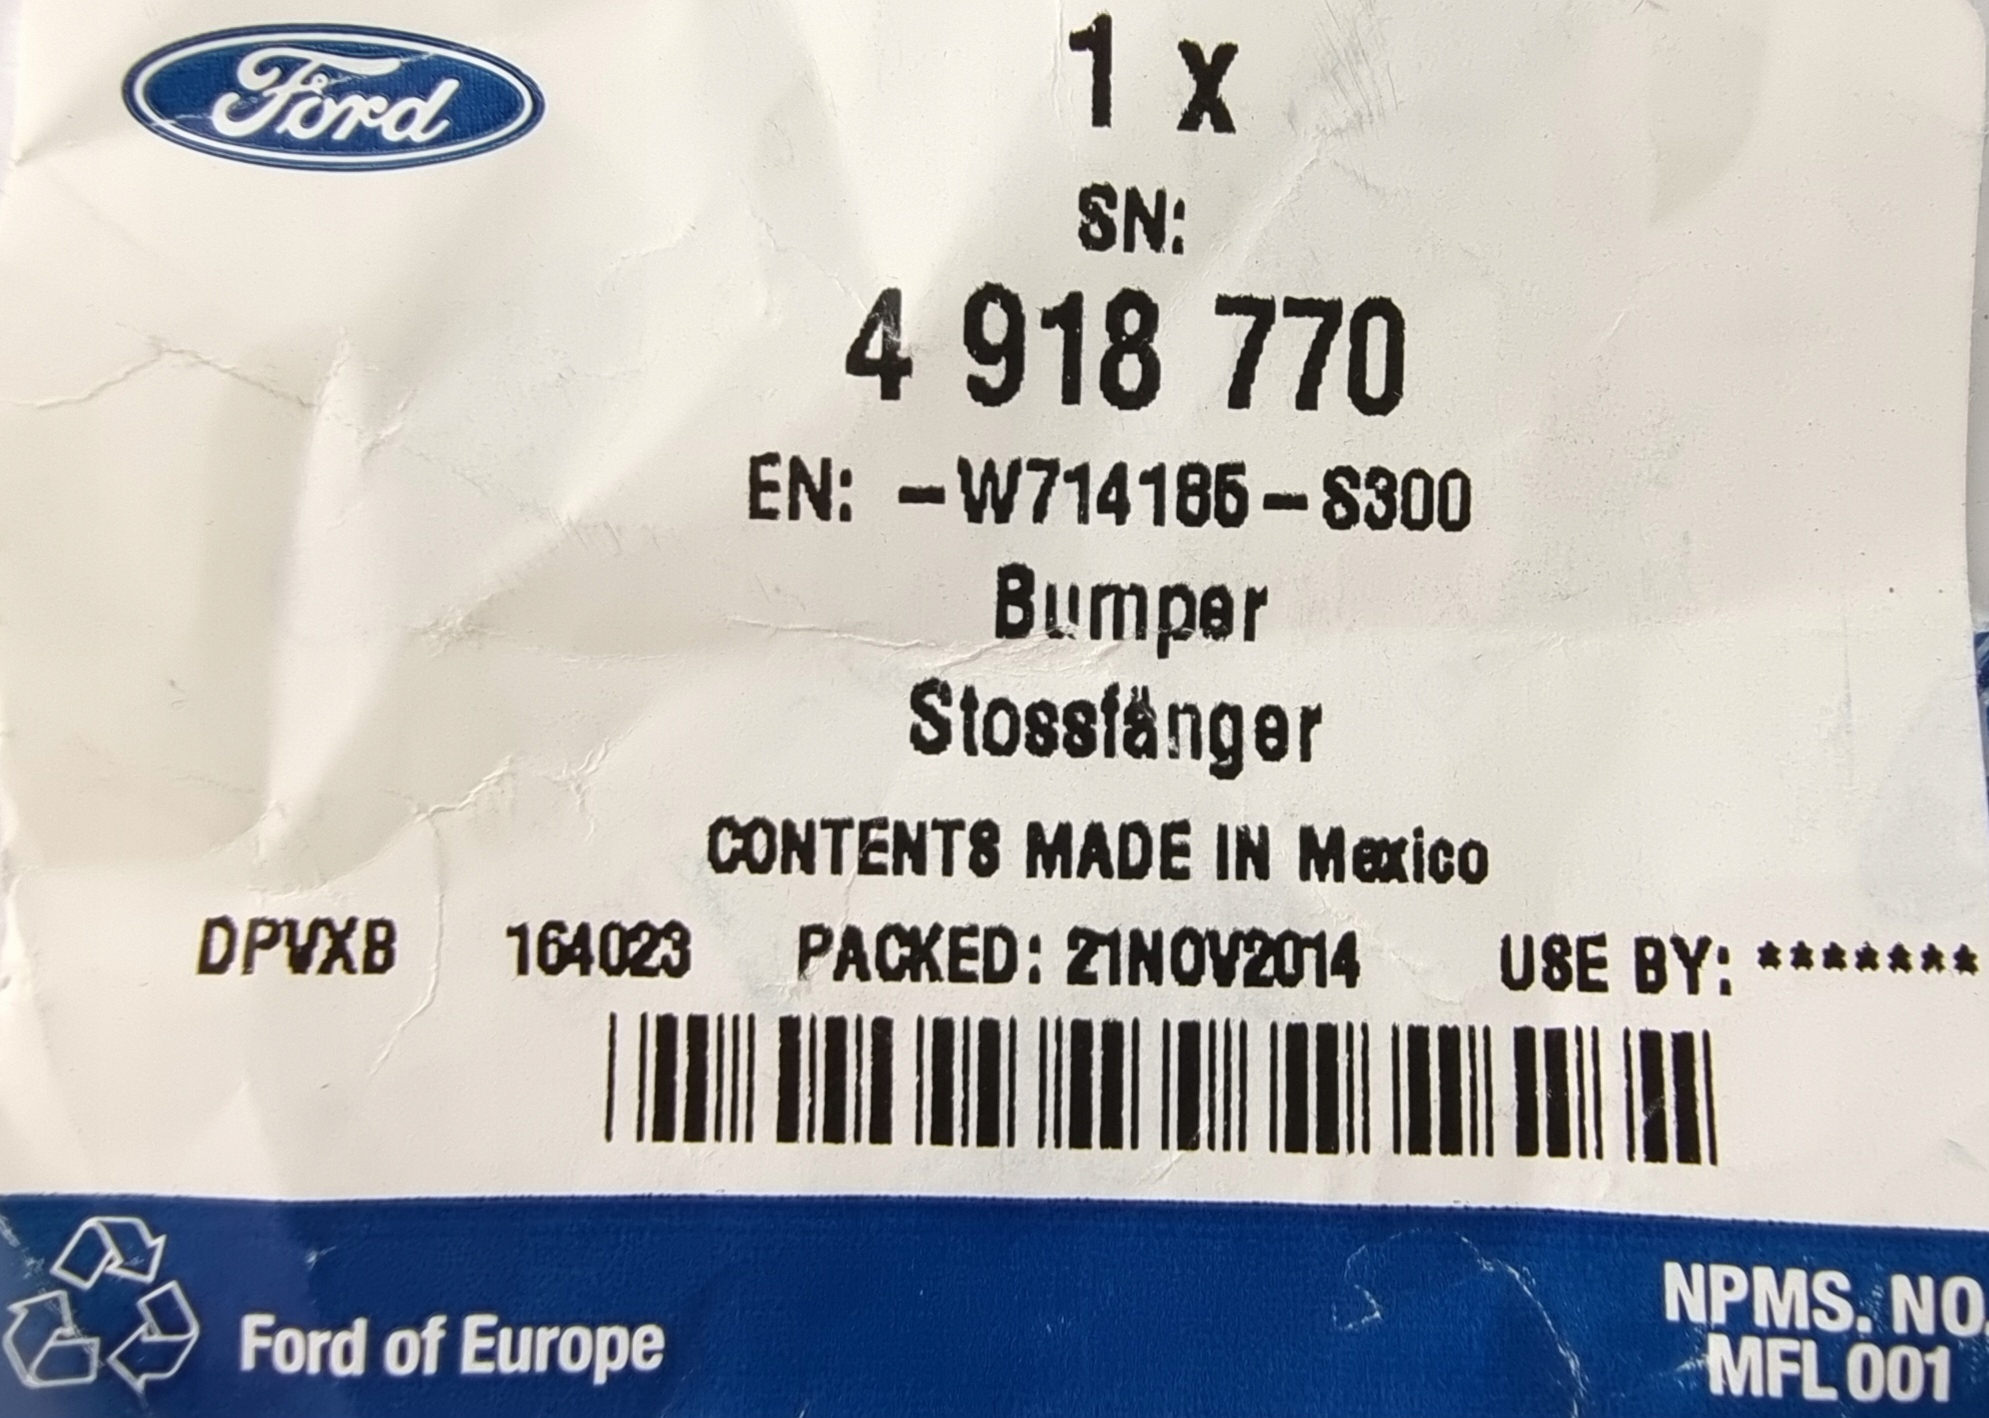 Ford
1 x
SN:
4 918 770
EN: -W714185-S300
Bumper
Stossfänger
CONTENTS MADE IN Mexico
DPVXB 164023 PACKED: 21NOV2014 USE BY: *******
Ford of Europe
NPMS. NO.
MFL 001